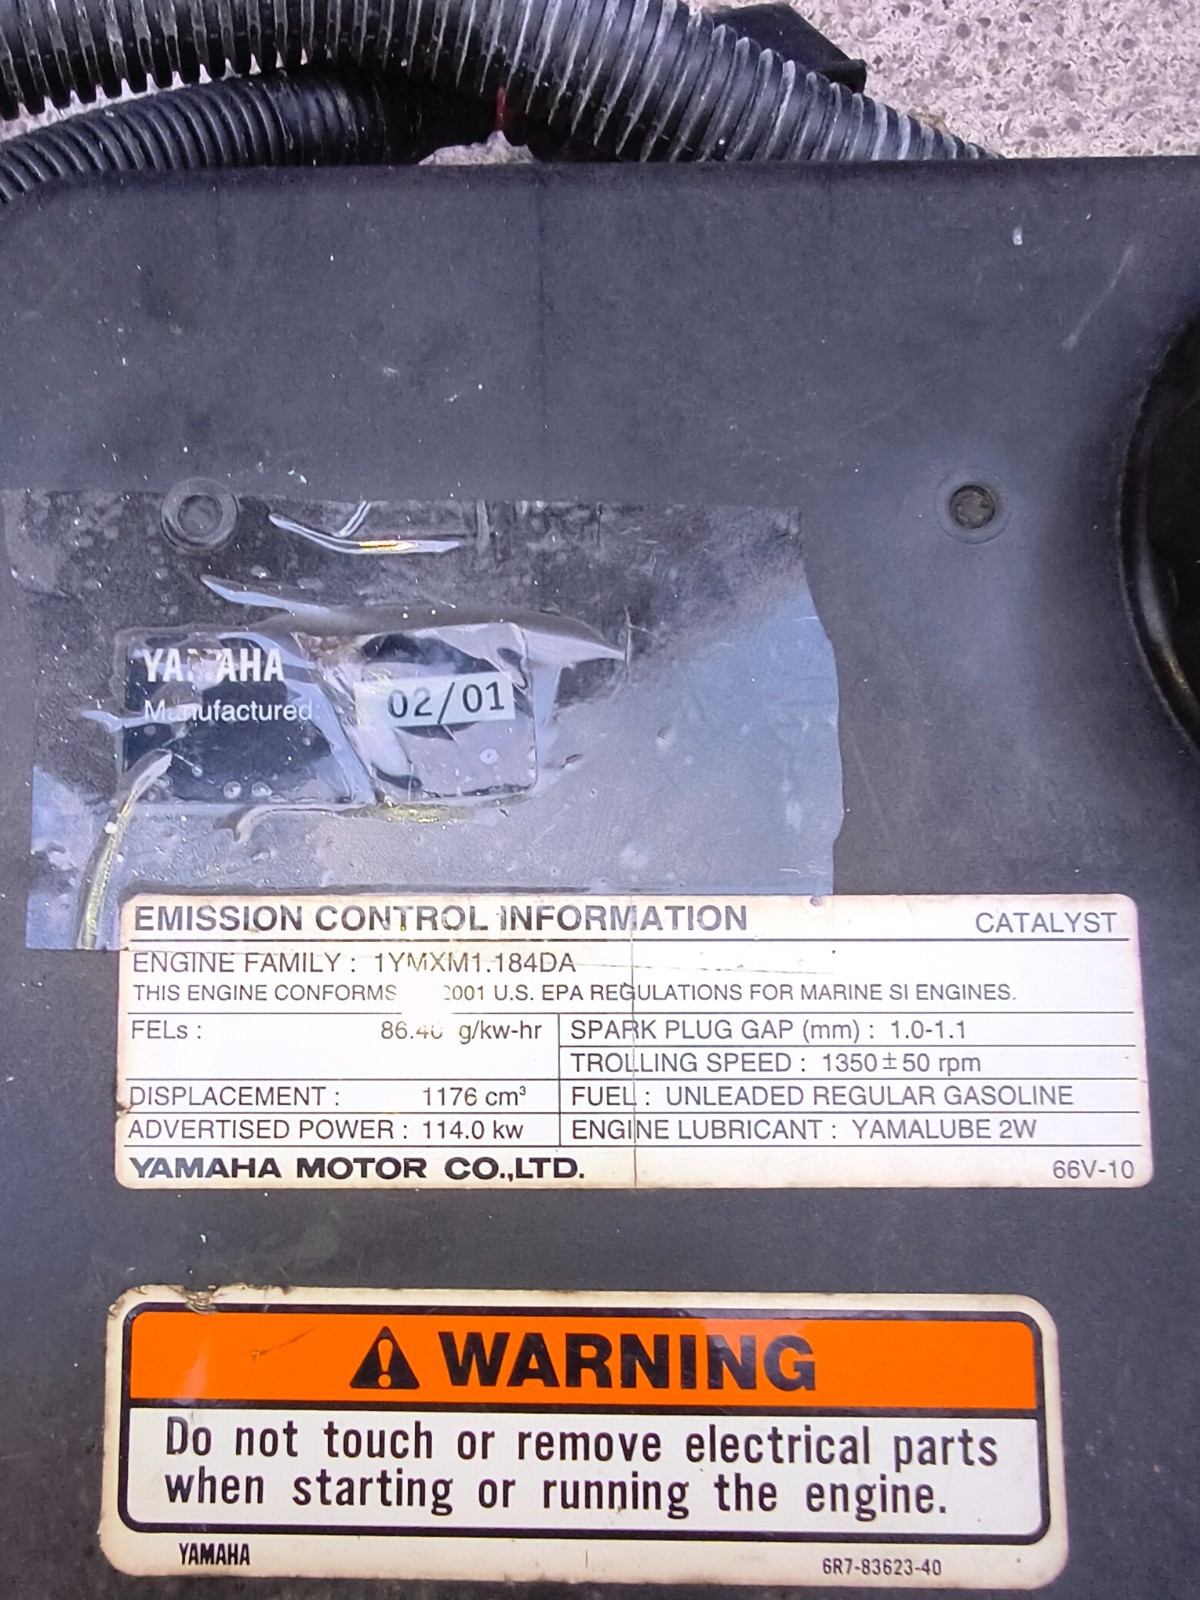 YAMAHA
Manufactured 02/01
EMISSION CONTROL INFORMATION CATALYST
ENGINE FAMILY : 1YMXM1.184DA
THIS ENGINE CONFORMS 2001 U.S. EPA REGULATIONS FOR MARINE SI ENGINES.
FELs : 86.40 g/kw-hr SPARK PLUG GAP (mm) : 1.0-1.1
TROLLING SPEED : 1350±50 rpm
DISPLACEMENT : 1176 cm³ FUEL : UNLEADED REGULAR GASOLINE
ADVERTISED POWER : 114.0 kw ENGINE LUBRICANT : YAMALUBE 2W
YAMAHA MOTOR CO.,LTD. 66V-10
WARNING
Do not touch or remove electrical parts
when starting or running the engine.
YAMAHA 6R7-83623-40